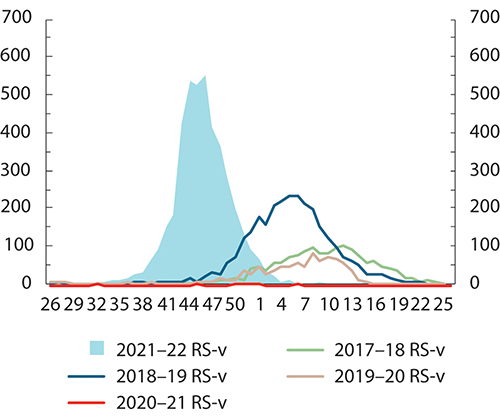 700 700
600 600
500 500
400 400
300 300
200 200
100 100
0 0
26 29 32 35 38 41 44 47 50 1 4 7 10 13 16 19 22 25
2021–22 RS-v 2017–18 RS-v
2018–19 RS-v 2019–20 RS-v
2020–21 RS-v